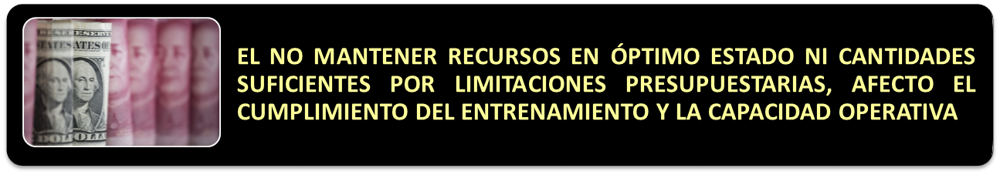 EL NO MANTENER RECURSOS EN ÓPTIMO ESTADO NI CANTIDADES
SUFICIENTES POR LIMITACIONES PRESUPUESTARIAS, AFECTO EL
CUMPLIMIENTO DEL ENTRENAMIENTO Y LA CAPACIDAD OPERATIVA